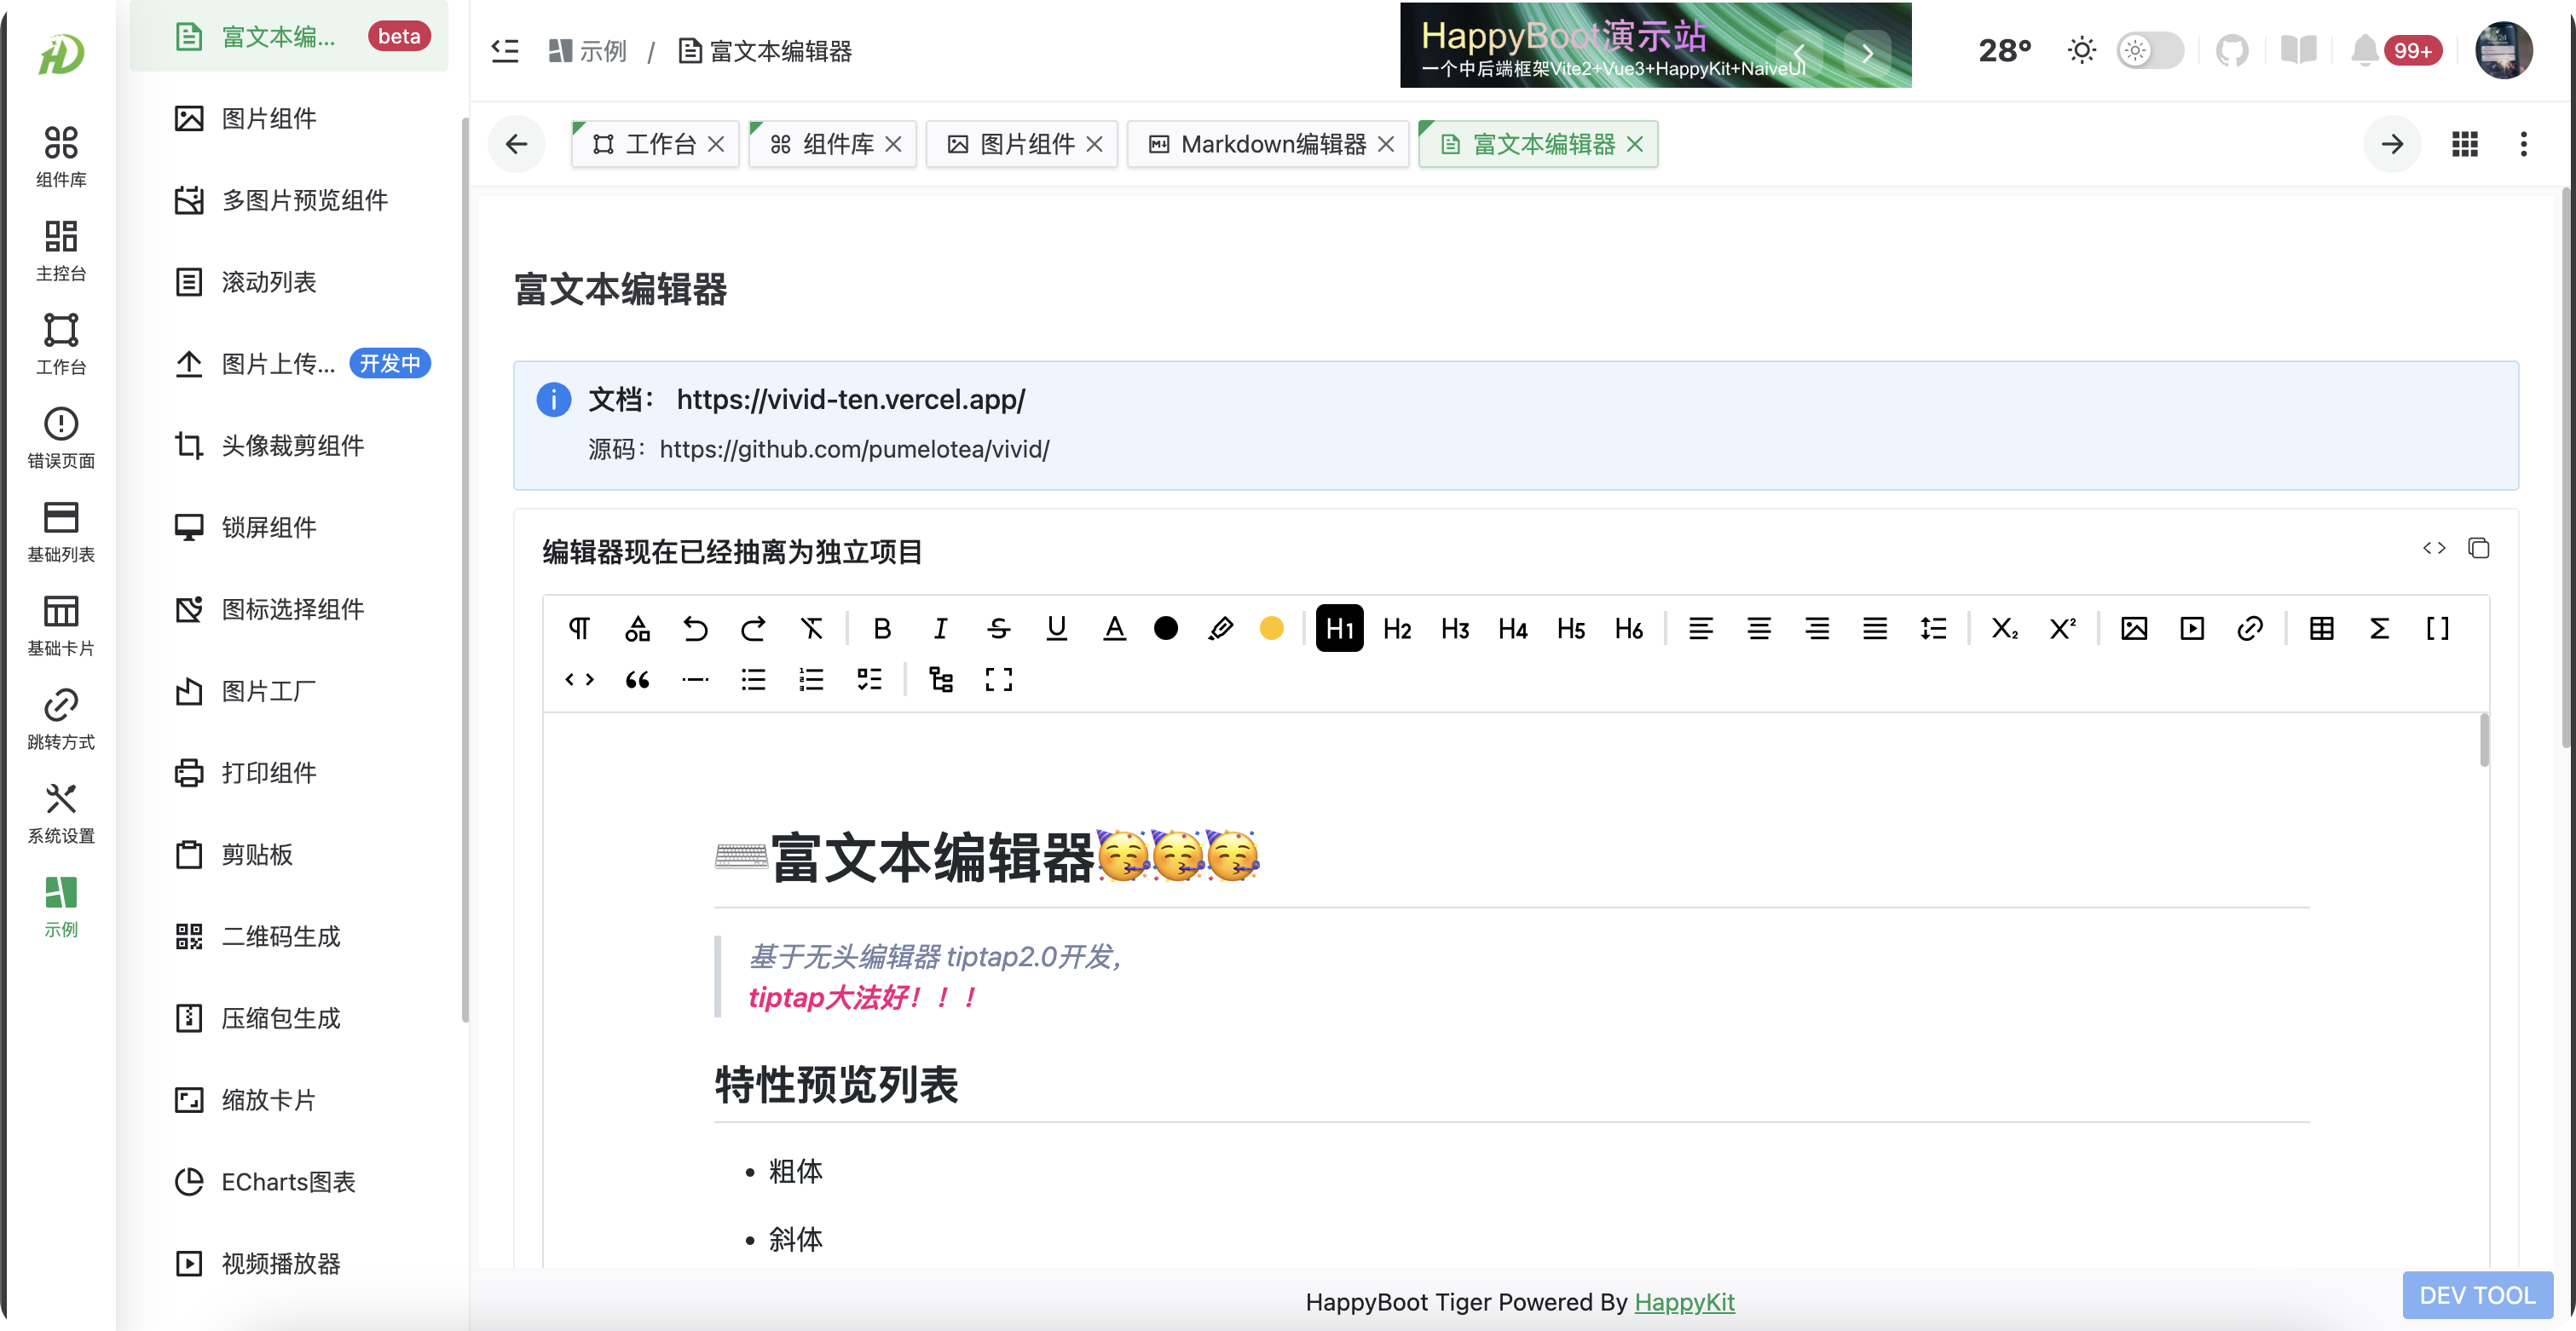 组件库
主控台
工作台
错误页面
基础列表
基础卡片
跳转方式
系统设置
示例
富文本编... beta
图片组件
多图片预览组件
滚动列表
图片上传... 开发中
头像裁剪组件
锁屏组件
图标选择组件
图片工厂
打印组件
剪贴板
二维码生成
压缩包生成
缩放卡片
ECharts图表
视频播放器
示例 / 富文本编辑器
HappyBoot演示站
一个中后端框架Vite2+Vue3+HappyKit+NaiveUI
28°
99+
工作台
组件库
图片组件
Markdown编辑器
富文本编辑器
富文本编辑器
文档： https://vivid-ten.vercel.app/
源码：https://github.com/pumelotea/vivid/
编辑器现在已经抽离为独立项目
H1 H2 H3 H4 H5 H6
⌨️富文本编辑器🥳🥳🥳
基于无头编辑器 tiptap2.0开发，
tiptap大法好！！！
特性预览列表
• 粗体
• 斜体
HappyBoot Tiger Powered By HappyKit
DEV TOOL